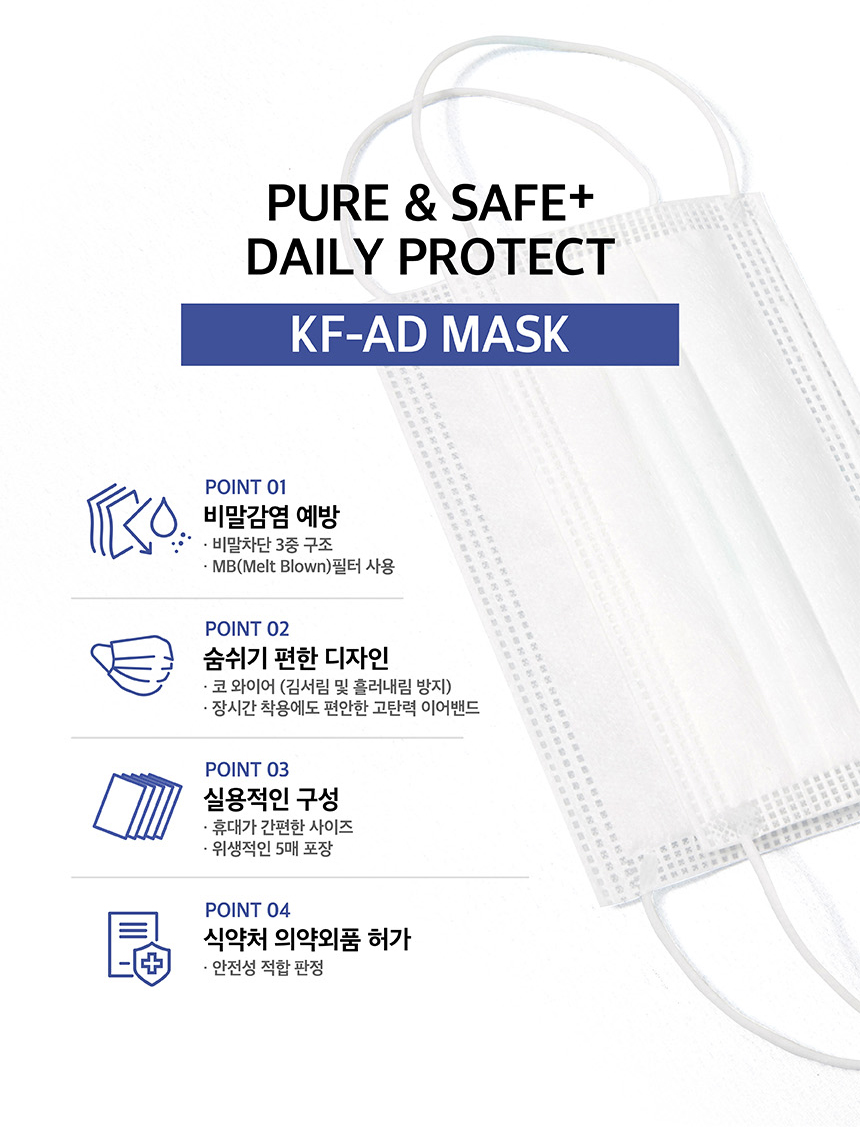 PURE & SAFE+
DAILY PROTECT
KF-AD MASK
POINT 01
비말감염 예방
· 비말차단 3중 구조
· MB(Melt Blown)필터 사용
POINT 02
숨쉬기 편한 디자인
· 코 와이어 (김서림 및 흘러내림 방지)
· 장시간 착용에도 편안한 고탄력 이어밴드
POINT 03
실용적인 구성
· 휴대가 간편한 사이즈
· 위생적인 5매 포장
POINT 04
식약처 의약외품 허가
· 안전성 적합 판정